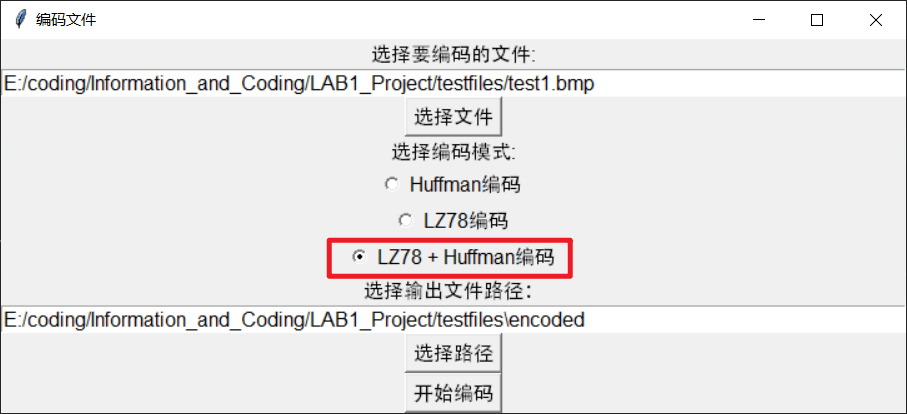 编码文件
选择要编码的文件:
E:/coding/Information_and_Coding/LAB1_Project/testfiles/test1.bmp
选择文件
选择编码模式:
Huffman编码
LZ78编码
LZ78 + Huffman编码
选择输出文件路径：
E:/coding/Information_and_Coding/LAB1_Project/testfiles\encoded
选择路径
开始编码